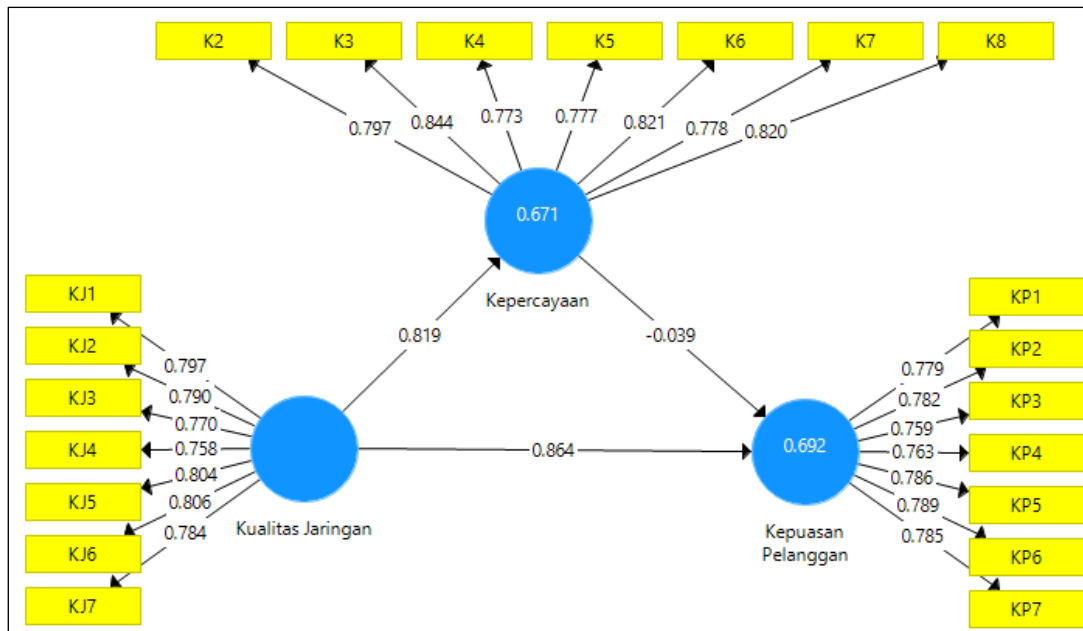 K2 K3 K4 K5 K6 K7 K8
0.797 0.844 0.773 0.777 0.821 0.778 0.820
0.671
Kepercayaan
KJ1
KJ2
KJ3
KJ4
KJ5
KJ6
KJ7
0.797
0.790
0.770
0.758
0.804
0.806
0.784
Kualitas Jaringan
0.819
-0.039
0.864
0.692
Kepuasan
Pelanggan
0.779
0.782
0.759
0.763
0.786
0.789
0.785
KP1
KP2
KP3
KP4
KP5
KP6
KP7